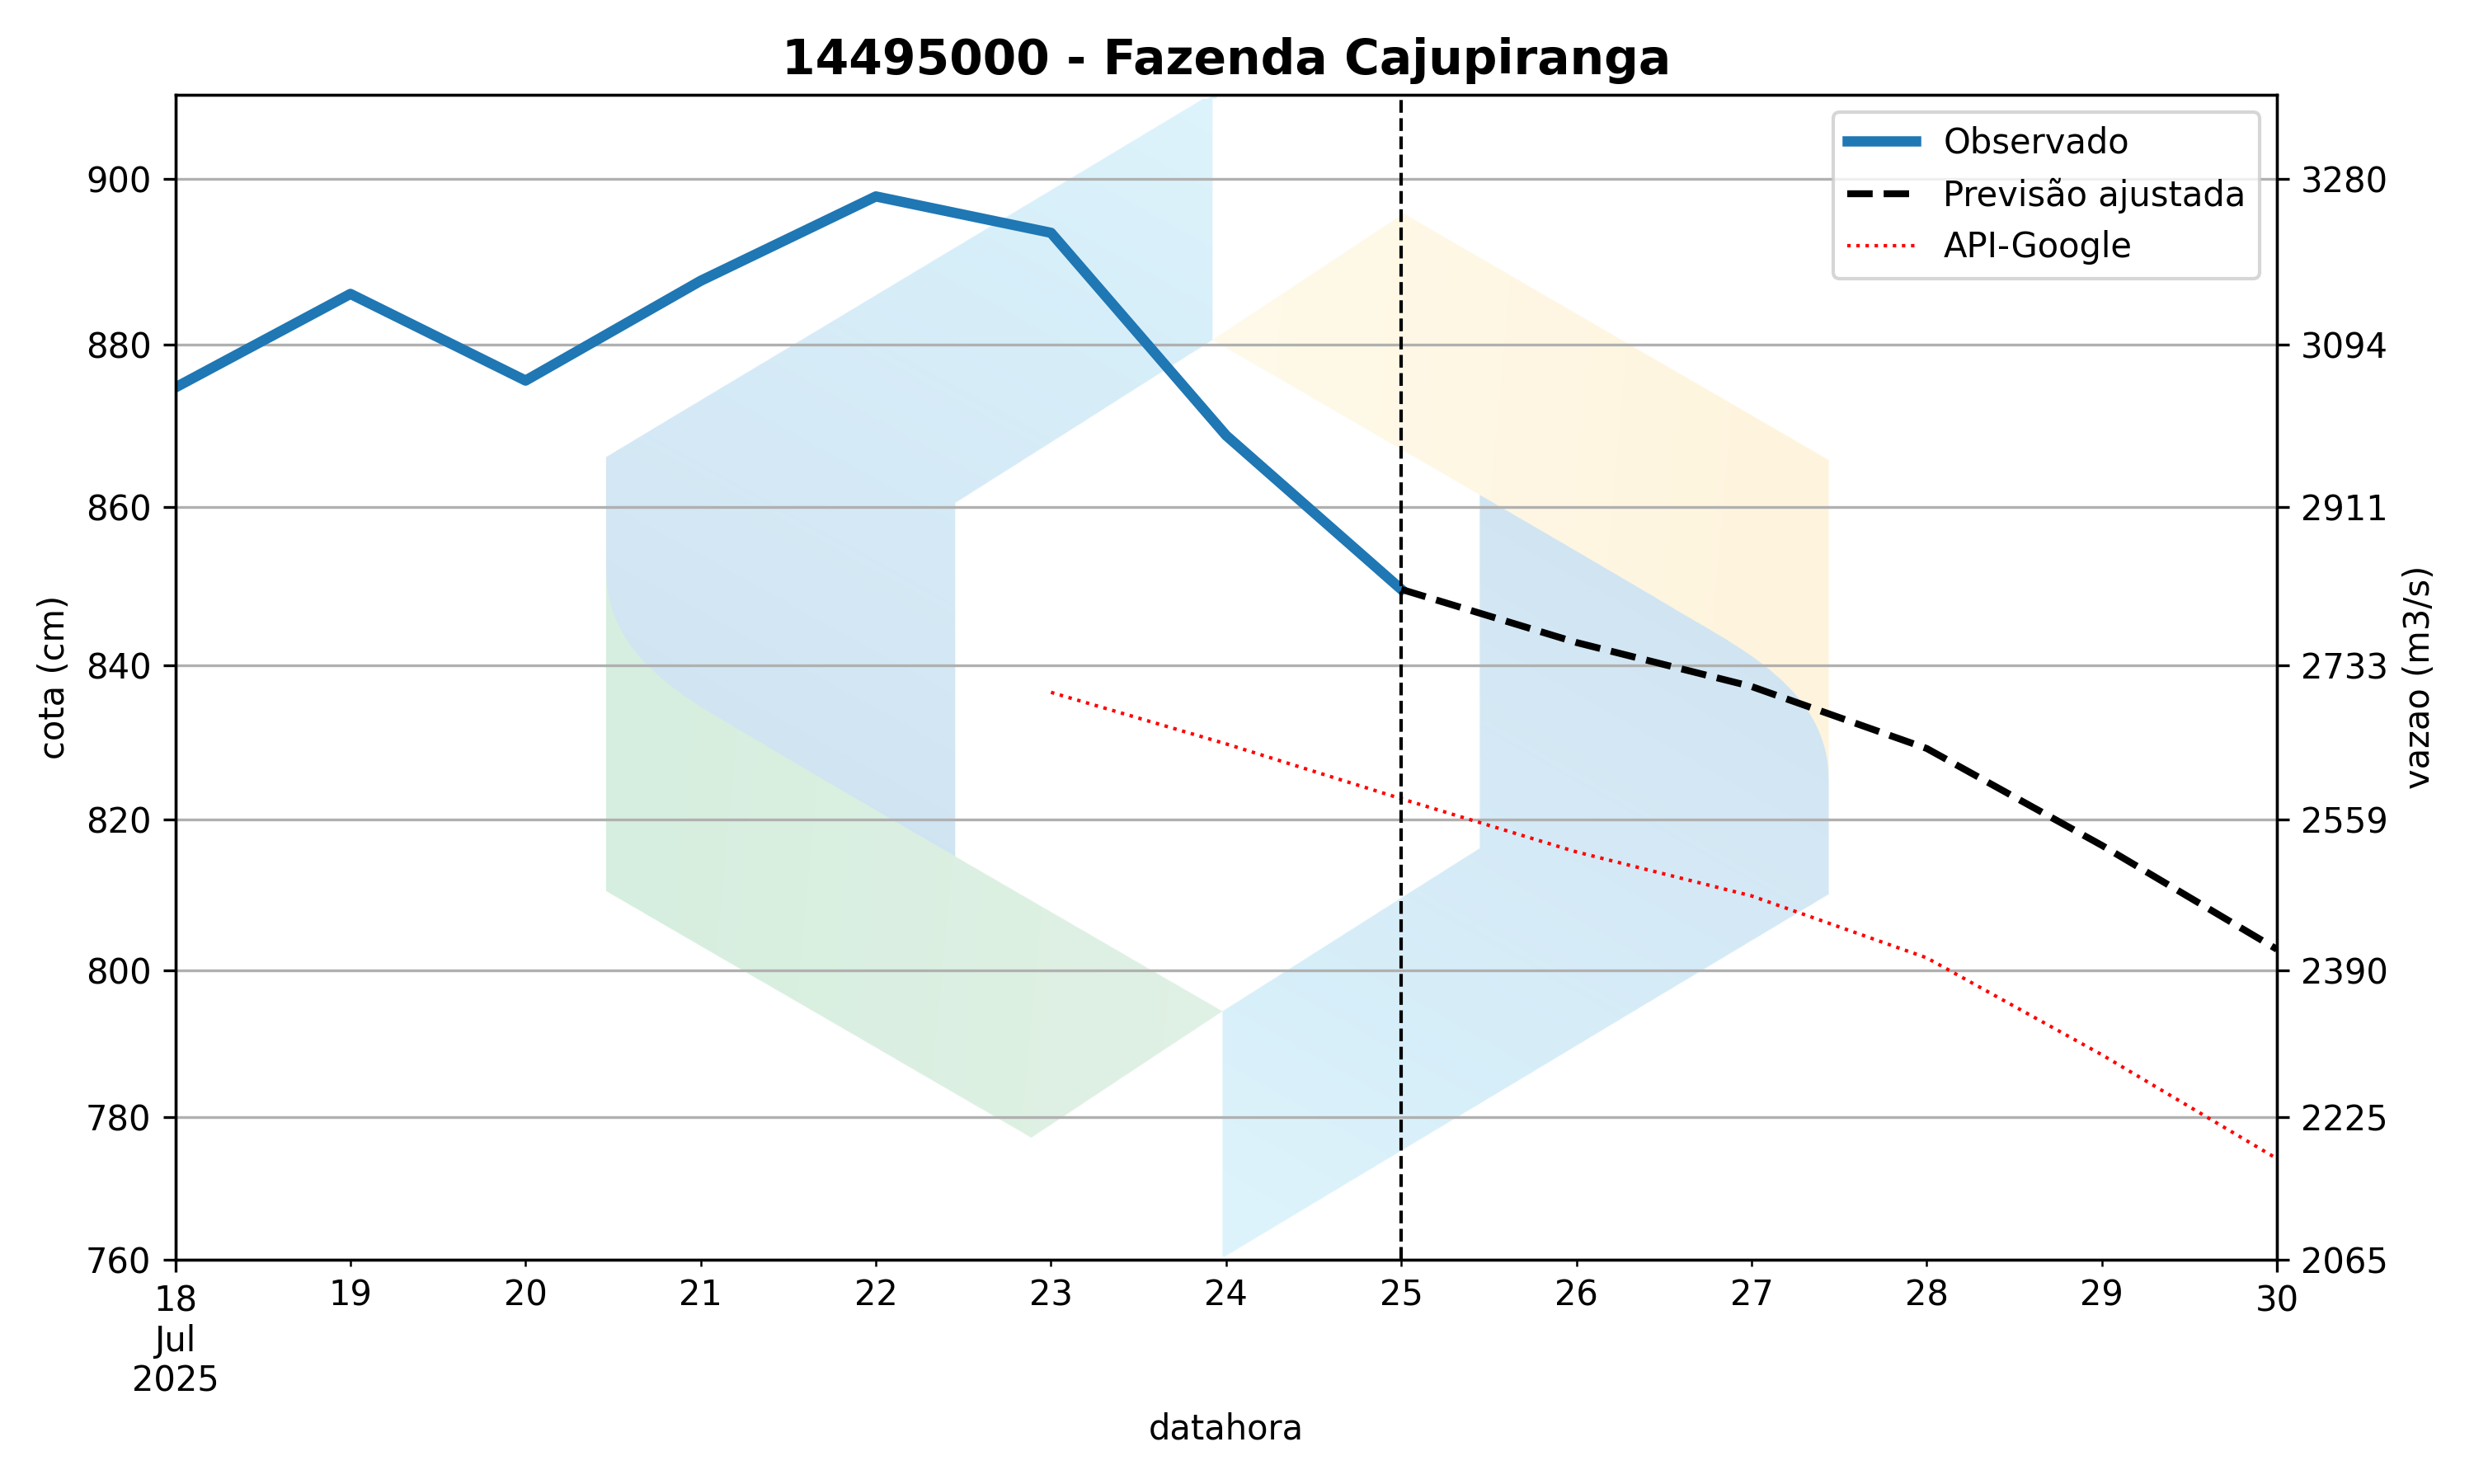 14495000 - Fazenda Cajupiranga
Observado
Previsão ajustada
API-Google
900
880
860
840
820
800
780
760
cota (cm)
3280
3094
2911
2733
2559
2390
2225
2065
vazao (m3/s)
18 19 20 21 22 23 24 25 26 27 28 29 30
Jul
2025
datahora